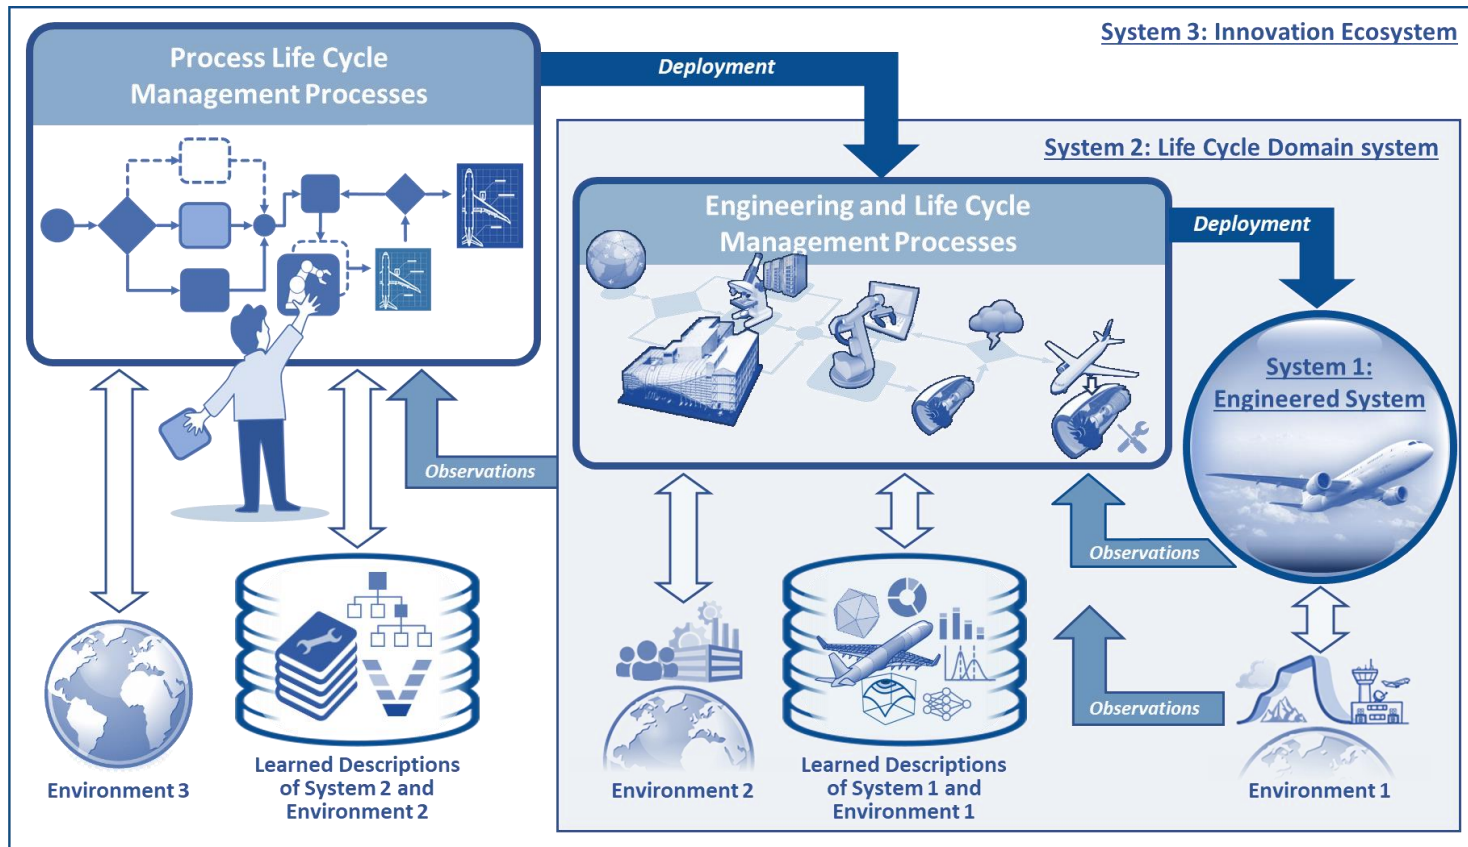 System 3: Innovation Ecosystem
Process Life Cycle
Management Processes
Deployment
System 2: Life Cycle Domain system
Engineering and Life Cycle
Management Processes
Deployment
System 1:
Engineered System
Observations
Observations
Observations
Environment 3
Learned Descriptions
of System 2 and
Environment 2
Environment 2
Learned Descriptions
of System 1 and
Environment 1
Environment 1